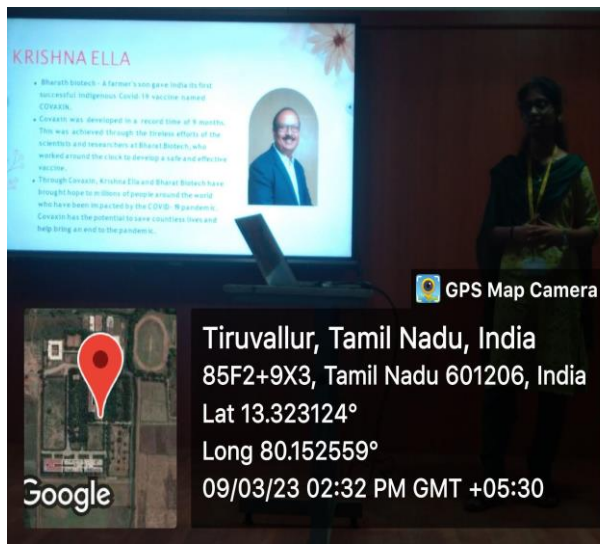 KRISHNA ELLA
Bharath biotech - A farmer's son gave India its first
successful indigenous Covid-19 vaccine named
COVAXIN.
Covaxin was developed in a record time of 9 months.
This was achieved through the tireless efforts of the
scientists and researchers at Bharat Biotech, who
worked around the clock to develop a safe and effective
vaccine.
Through Covaxin, Krishna Ella and Bharat Biotech have
brought hope to millions of people around the world
who have been impacted by the COVID-19 pandemic.
Covaxin has the potential to save countless lives and
help bring an end to the pandemic.
GPS Map Camera
Tiruvallur, Tamil Nadu, India
85F2+9X3, Tamil Nadu 601206, India
Lat 13.323124°
Long 80.152559°
09/03/23 02:32 PM GMT +05:30
Google